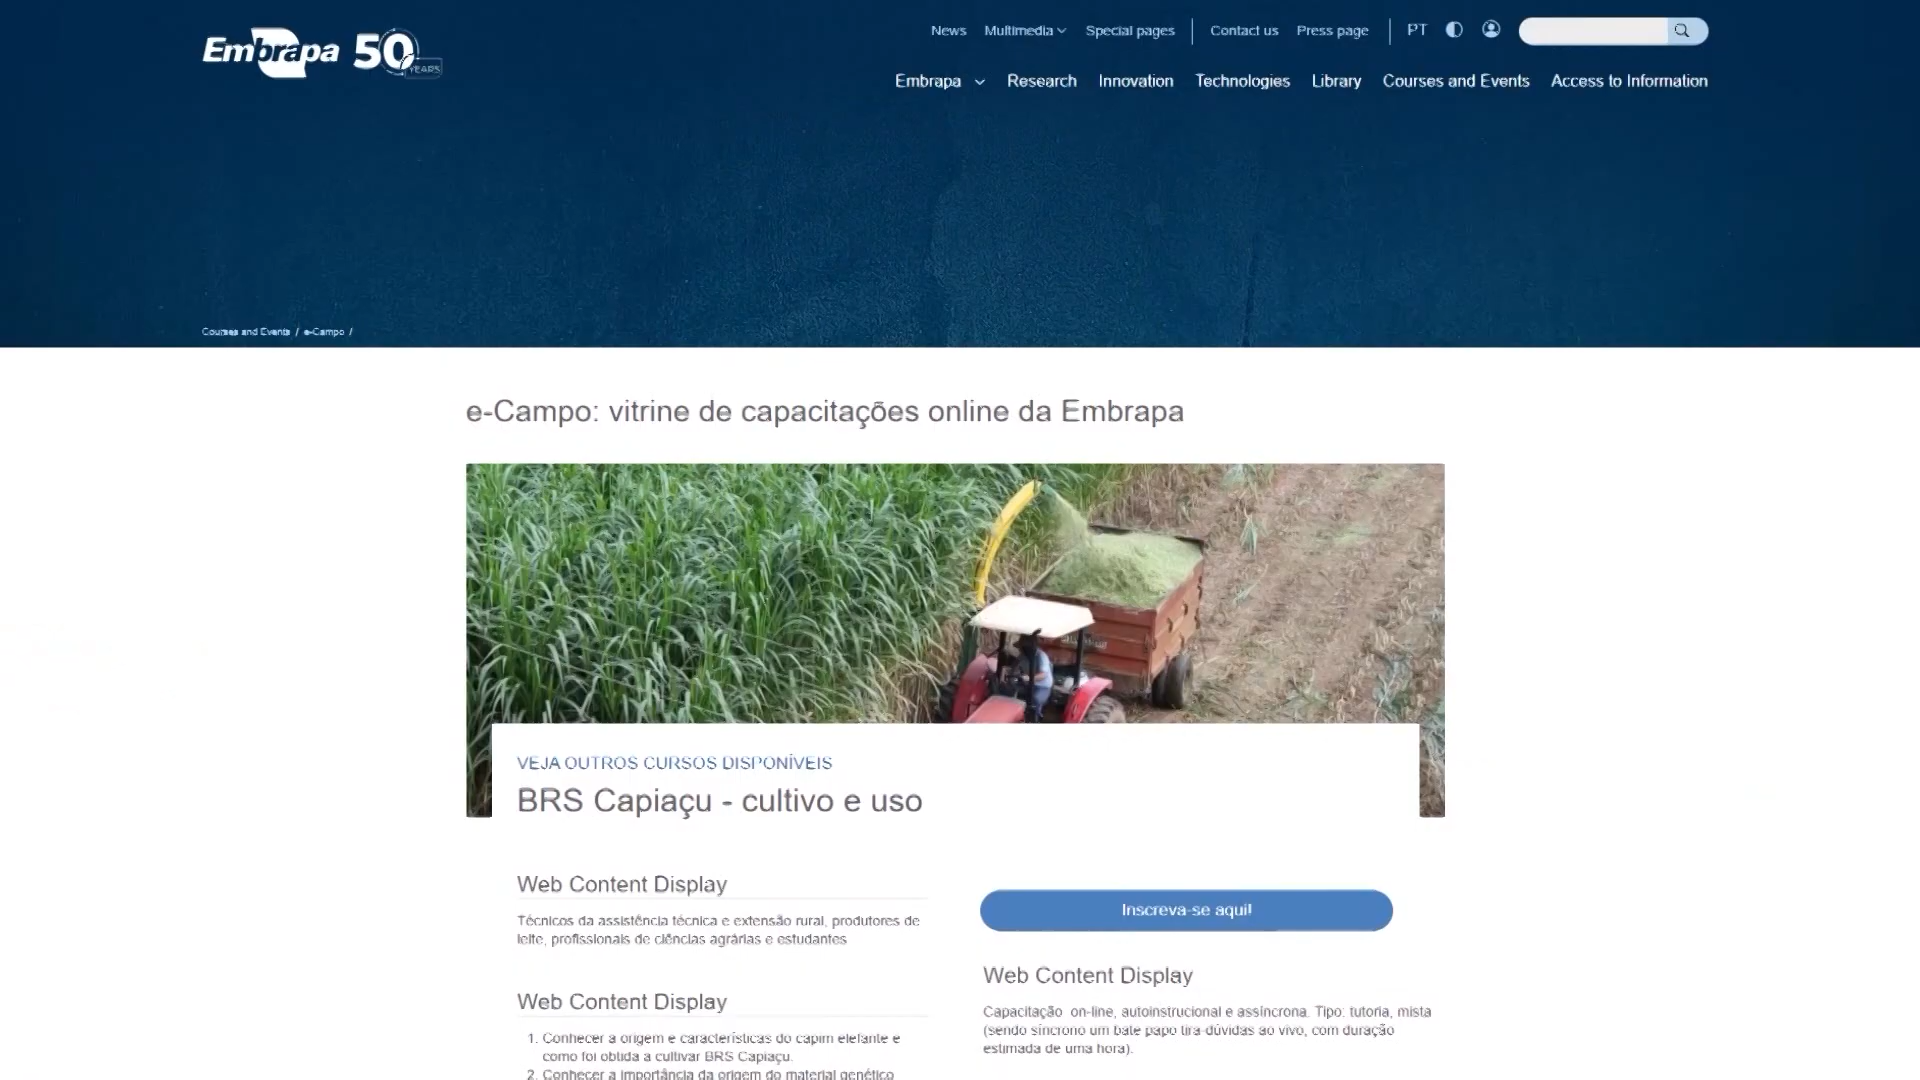 Embrapa 50 YEARS
News Multimedia Special pages Contact us Press page PT
Embrapa Research Innovation Technologies Library Courses and Events Access to Information
Courses and Events / e-Campo /
e-Campo: vitrine de capacitações online da Embrapa
VEJA OUTROS CURSOS DISPONÍVEIS
BRS Capiaçu - cultivo e uso
Web Content Display
Técnicos da assistência técnica e extensão rural, produtores de
leite, profissionais de ciências agrárias e estudantes
Web Content Display
1. Conhecer a origem e características do capim elefante e
como foi obtida a cultivar BRS Capiaçu.
2. Conhecer a importância da origem do material genético
Inscreva-se aqui!
Web Content Display
Capacitação on-line, autoinstrucional e assíncrona. Tipo: tutoria, mista
(sendo síncrono um bate papo tira-dúvidas ao vivo, com duração
estimada de uma hora).